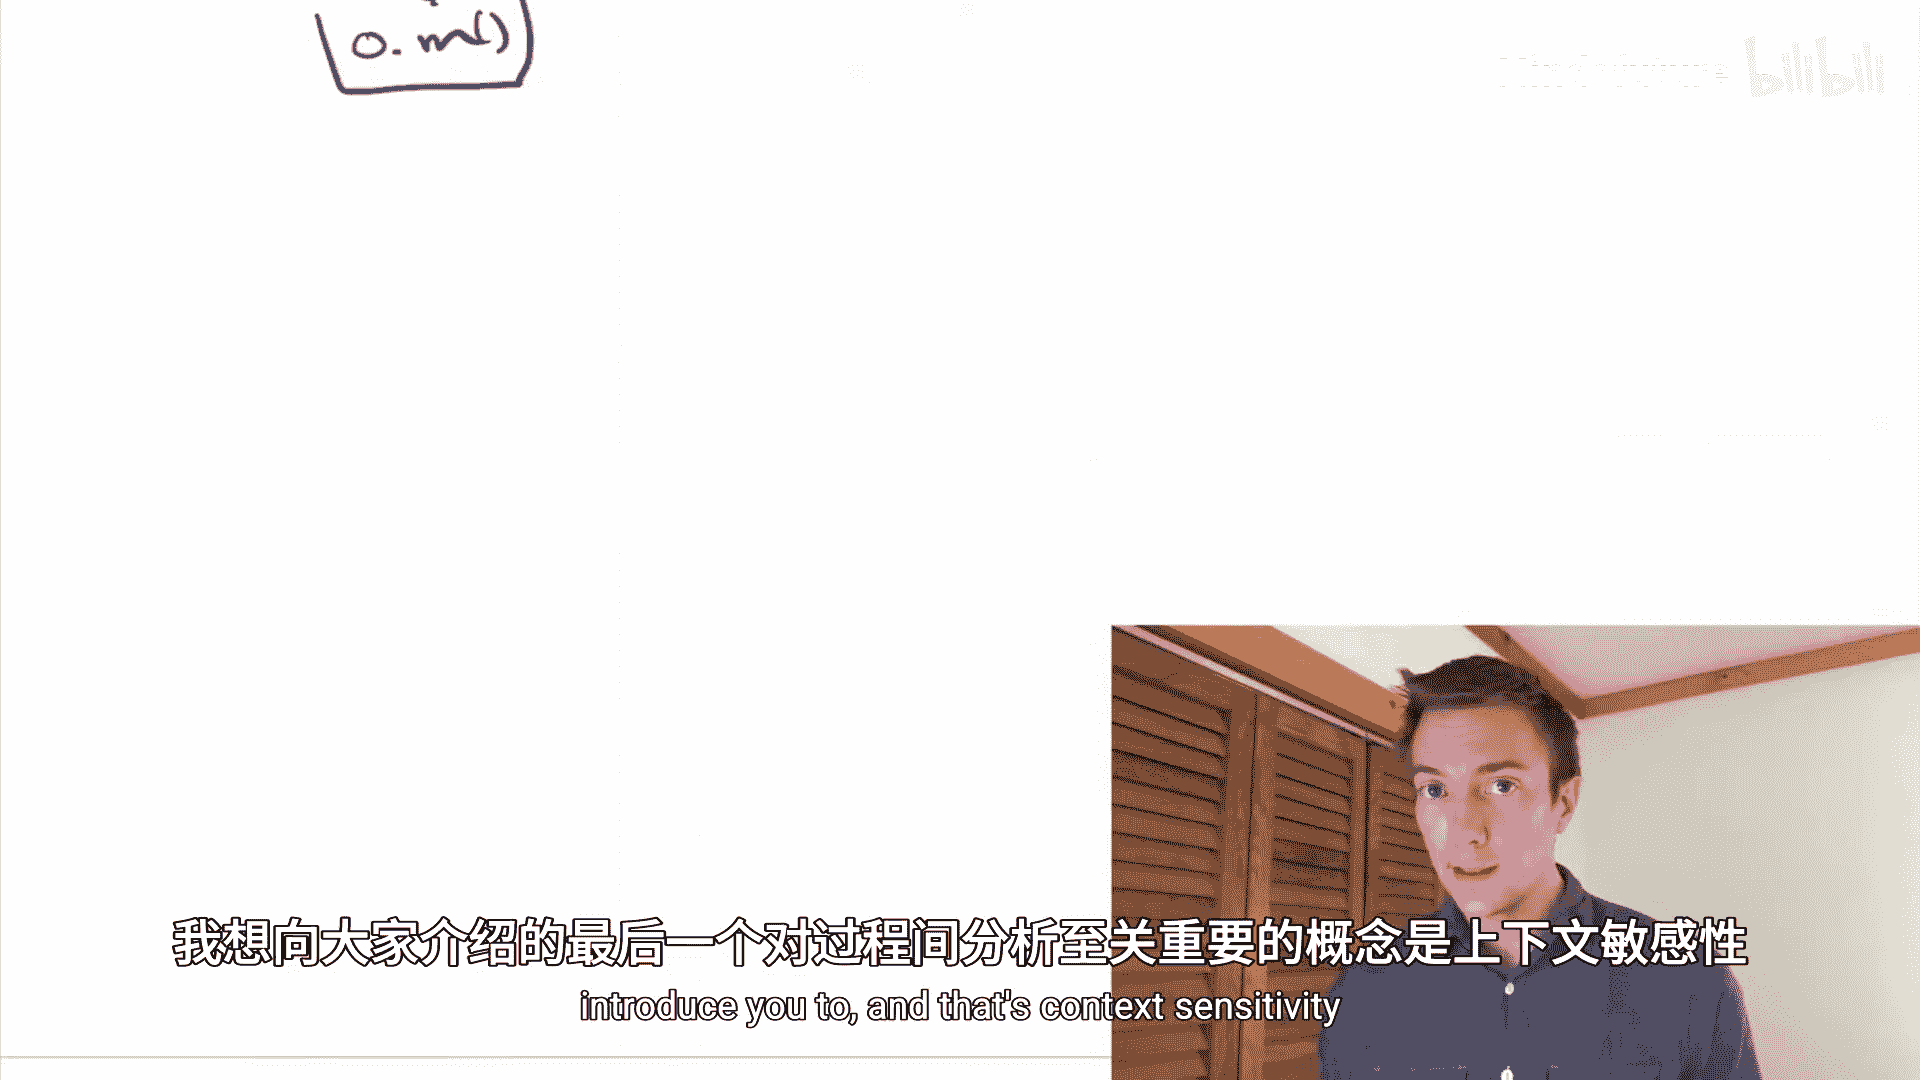 o.m()
bilibili
我想向大家介绍的最后一个对过程间分析至关重要的概念是上下文敏感性
introduce you to, and that's context sensitivity